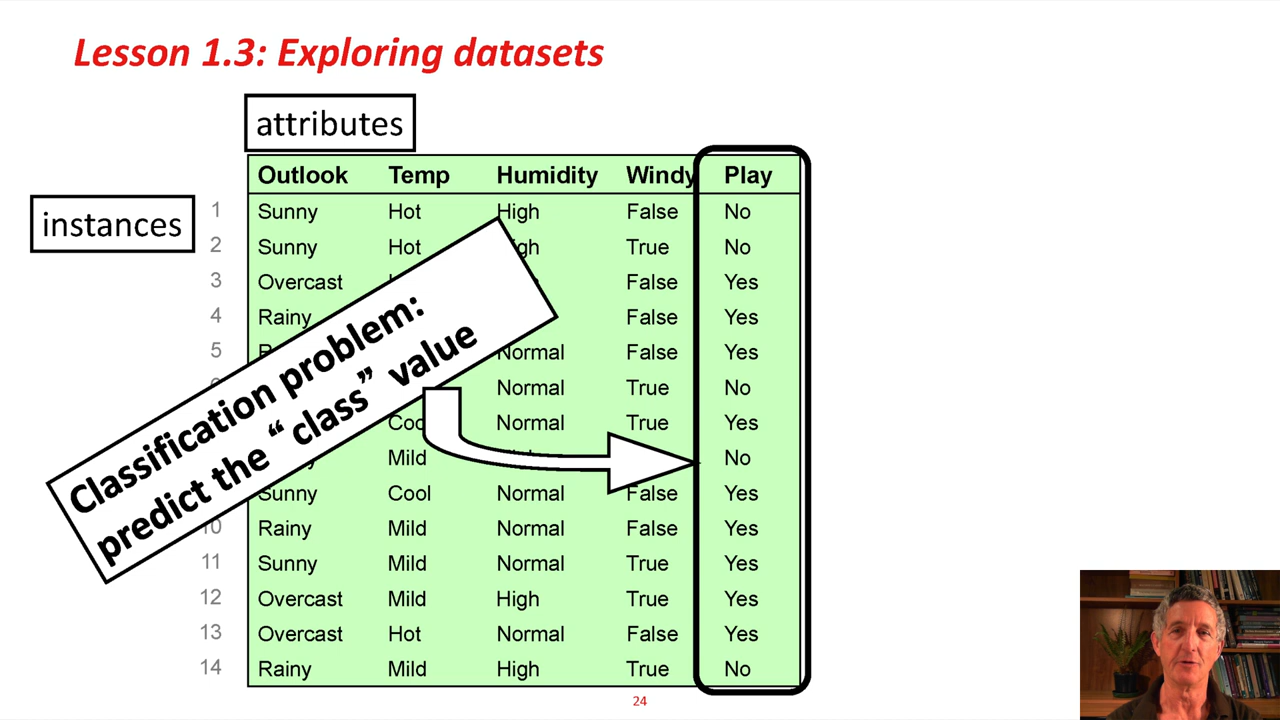 Lesson 1.3: Exploring datasets
attributes
Outlook Temp Humidity Windy Play
instances
1 Sunny Hot High False No
2 Sunny Hot High True No
3 Overcast False Yes
4 Rainy False Yes
5 Normal False Yes
Normal True No
Normal True Yes
Mild No
Sunny Cool Normal False Yes
10 Rainy Mild Normal False Yes
11 Sunny Mild Normal True Yes
12 Overcast Mild High True Yes
13 Overcast Hot Normal False Yes
14 Rainy Mild High True No
Classification problem:
predict the “ class” value
24